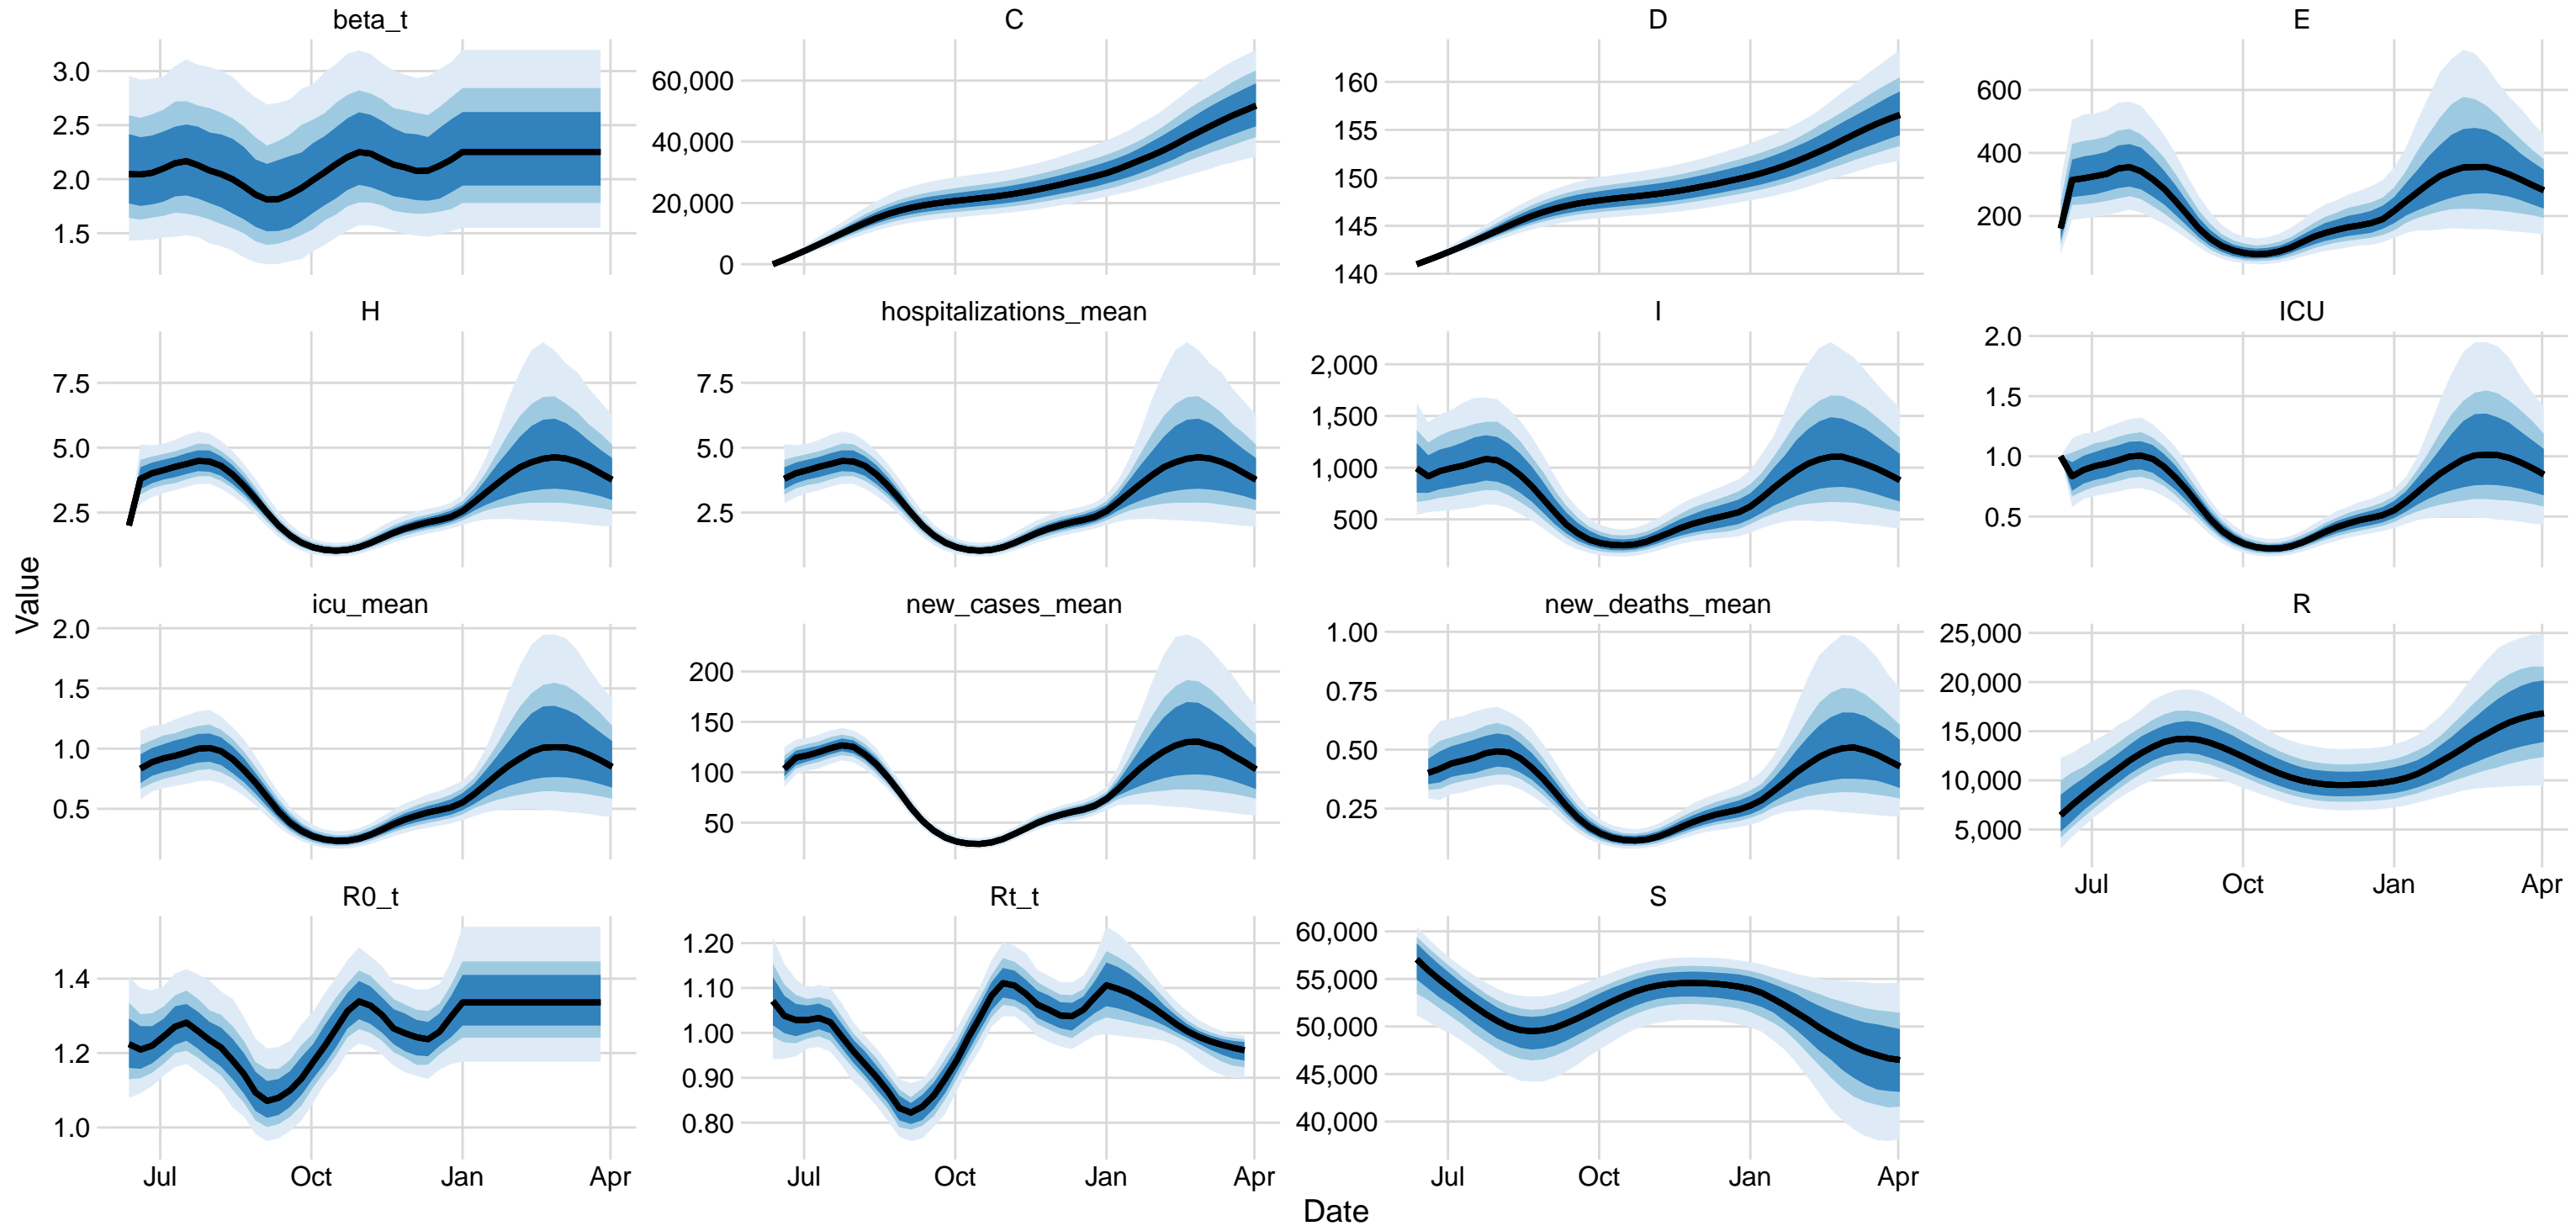 beta_t
C
D
E
3.0
2.5
2.0
1.5
60,000
40,000
20,000
0
160
155
150
145
140
600
400
200
H
hospitalizations_mean
I
ICU
7.5
5.0
2.5
7.5
5.0
2.5
2,000
1,500
1,000
500
2.0
1.5
1.0
0.5
Value
icu_mean
new_cases_mean
new_deaths_mean
R
2.0
1.5
1.0
0.5
200
150
100
50
1.00
0.75
0.50
0.25
25,000
20,000
15,000
10,000
5,000
Jul Oct Jan Apr
R0_t
Rt_t
S
1.4
1.2
1.0
1.20
1.10
1.00
0.90
0.80
60,000
55,000
50,000
45,000
40,000
Jul Oct Jan Apr
Jul Oct Jan Apr
Jul Oct Jan Apr
Date